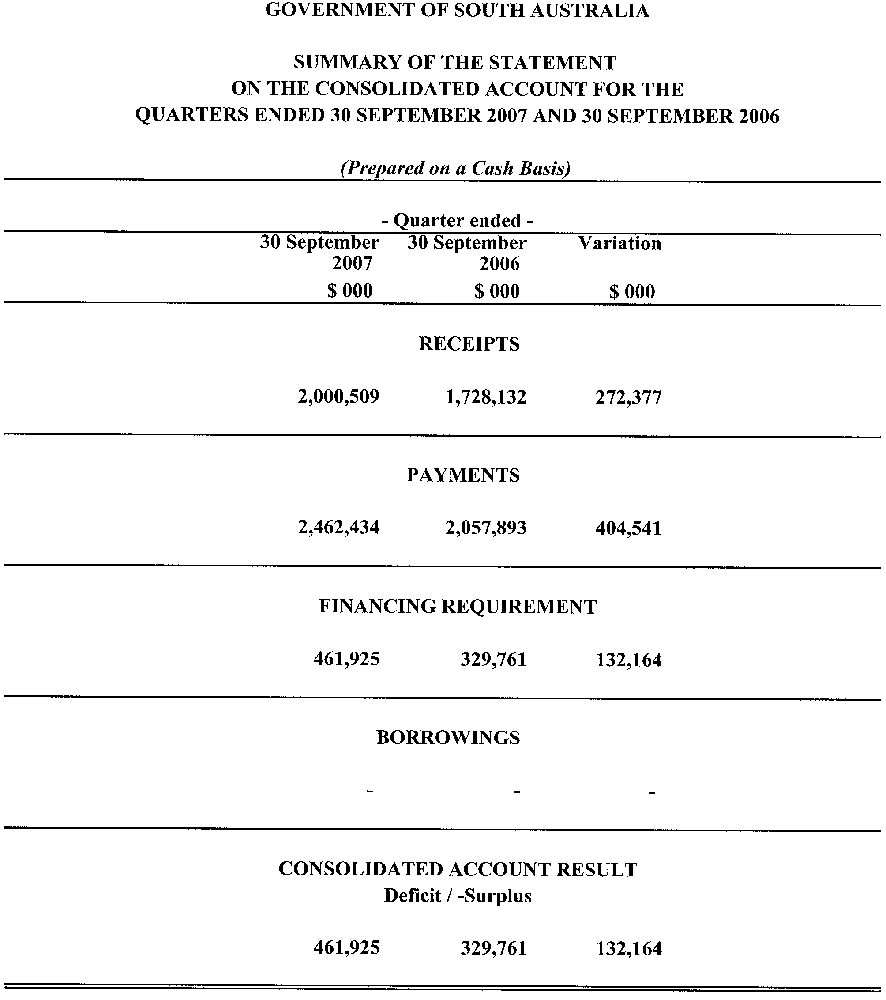 GOVERNMENT OF SOUTH AUSTRALIA
SUMMARY OF THE STATEMENT
ON THE CONSOLIDATED ACCOUNT FOR THE
QUARTERS ENDED 30 SEPTEMBER 2007 AND 30 SEPTEMBER 2006
(Prepared on a Cash Basis)
- Quarter ended -
30 September 30 September Variation
2007 2006
$ 000 $ 000 $ 000
RECEIPTS
2,000,509 1,728,132 272,377
PAYMENTS
2,462,434 2,057,893 404,541
FINANCING REQUIREMENT
461,925 329,761 132,164
BORROWINGS
- - -
CONSOLIDATED ACCOUNT RESULT
Deficit / -Surplus
461,925 329,761 132,164